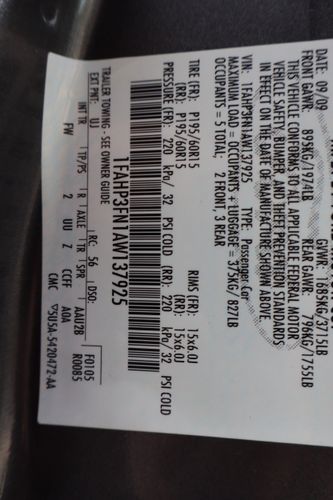 DATE: 09/09
GVWR: 1685KG/3715LB
FRONT GAWR: 895KG/1974LB
REAR GAWR: 796KG/1755LB
THIS VEHICLE CONFORMS TO ALL APPLICABLE FEDERAL MOTOR
VEHICLE SAFETY, BUMPER, AND THEFT PREVENTION STANDARDS
IN EFFECT ON THE DATE OF MANUFACTURE SHOWN ABOVE.
VIN: 1FAHP3FN1AW137925
TYPE: Passenger Car
MAXIMUM LOAD = OCCUPANTS + LUGGAGE = 375KG/ 827LB
OCCUPANTS = 5 TOTAL; 2 FRONT, 3 REAR
TIRE (FR): P195/60R15 RIMS (FR): 15x6.0J
(RR): P195/60R15 (RR): 15x6.0J
PRESSURE (FR): 220 kPa/ 32 PSI COLD (RR): 220 kPa/ 32 PSI COLD
1FAHP3FN1AW137925
TRAILER TOWING - SEE OWNER GUIDE
EXT PNT: UJ RC: 56 DSO: F0105
R0085
INT TR TP/PS R AXLE TR SPR AAU2B
FW 2 UU Z CCFF AOA
CMC 5U5A-5420472-AA